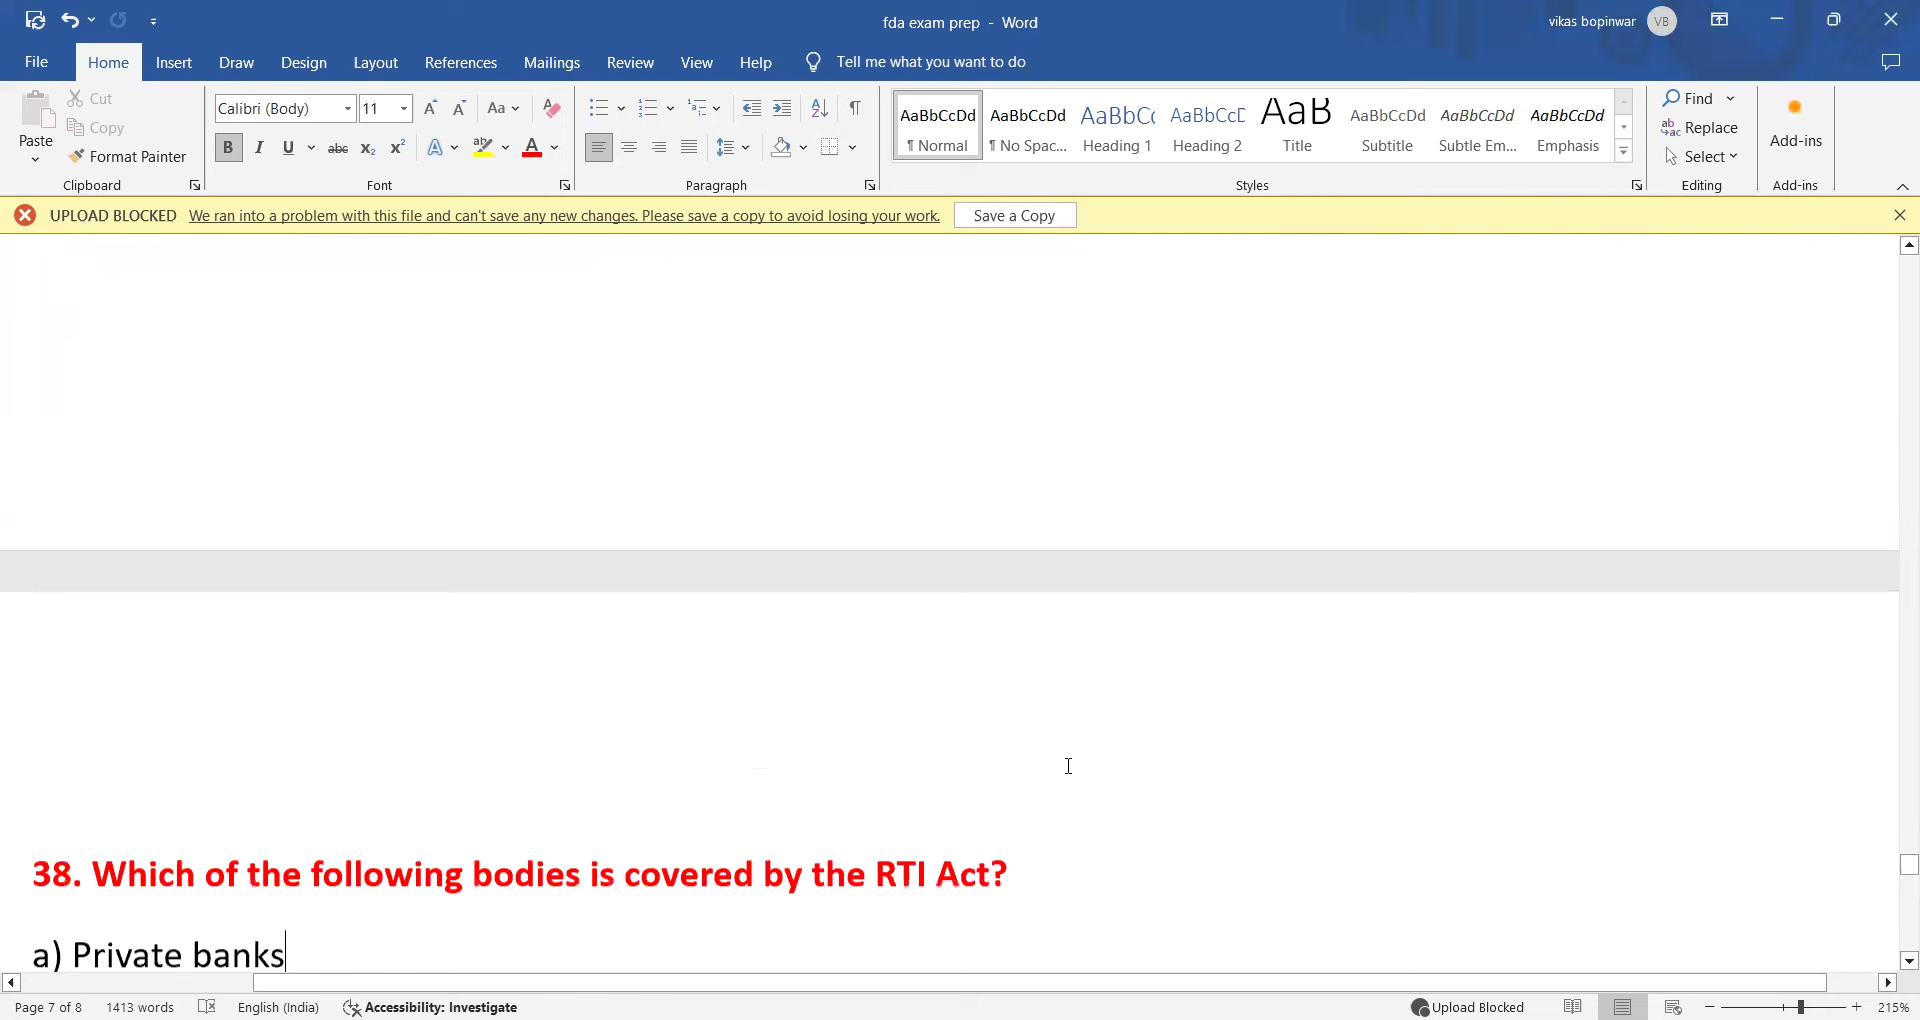 fda exam prep - Word
vikas bopinwar VB
File Home Insert Draw Design Layout References Mailings Review View Help Tell me what you want to do
Paste
Cut
Copy
Format Painter
Clipboard
Calibri (Body) 11
Font
Paragraph
AaBbCcDd AaBbCcDd AaBbCc AaBbCcE AaB AaBbCcDd AaBbCcDd AaBbCcDd
¶ Normal ¶ No Spac... Heading 1 Heading 2 Title Subtitle Subtle Em... Emphasis
Styles
Find
Replace
Select
Editing
Add-ins
Add-ins
UPLOAD BLOCKED We ran into a problem with this file and can't save any new changes. Please save a copy to avoid losing your work. Save a Copy
38. Which of the following bodies is covered by the RTI Act?
a) Private banks
Page 7 of 8 1413 words English (India) Accessibility: Investigate Upload Blocked 215%